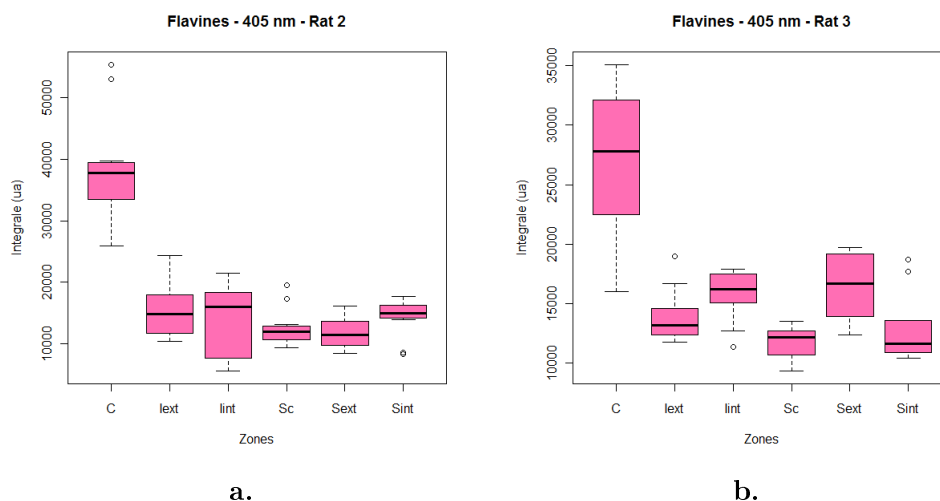 Flavines - 405 nm - Rat 2
Integrale (ua)
50000
40000
30000
20000
10000
C Iext Iint Sc Sext Sint
Zones
a.
Flavines - 405 nm - Rat 3
Integrale (ua)
35000
30000
25000
20000
15000
10000
C Iext Iint Sc Sext Sint
Zones
b.